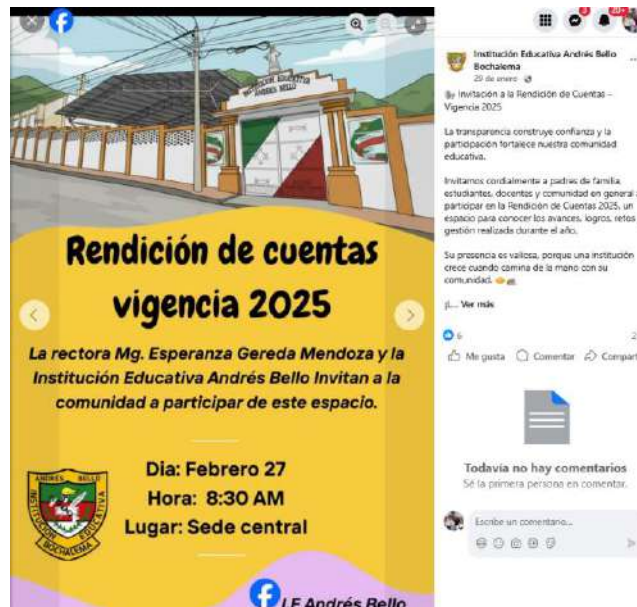 INSTITUCIÓN EDUCATIVA
ANDRÉS BELLO
Rendición de cuentas
vigencia 2025
La rectora Mg. Esperanza Gereda Mendoza y la
Institución Educativa Andrés Bello Invitan a la
comunidad a participar de este espacio.
ANDRÉS BELLO
INSTITUCIÓN EDUCATIVA
BOCHALEMA
Dia: Febrero 27
Hora: 8:30 AM
Lugar: Sede central
I.E Andrés Bello
3
20+
Institución Educativa Andrés Bello
Bochalema
29 de enero
Invitación a la Rendición de Cuentas –
Vigencia 2025
La transparencia construye confianza y la
participación fortalece nuestra comunidad
educativa.
Invitamos cordialmente a padres de familia,
estudiantes, docentes y comunidad en general a
participar en la Rendición de Cuentas 2025, un
espacio para conocer los avances, logros, retos
gestión realizada durante el año.
Su presencia es valiosa, porque una institución
crece cuando camina de la mano con su
comunidad.
... Ver más
6
2
Me gusta Comentar Compart
Todavía no hay comentarios
Sé la primera persona en comentar.
Escribe un comentario...